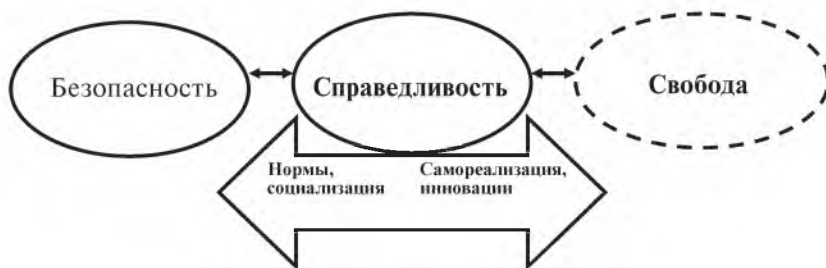 Безопасность
Справедливость
Свобода
Нормы,
социализация
Самореализация,
инновации